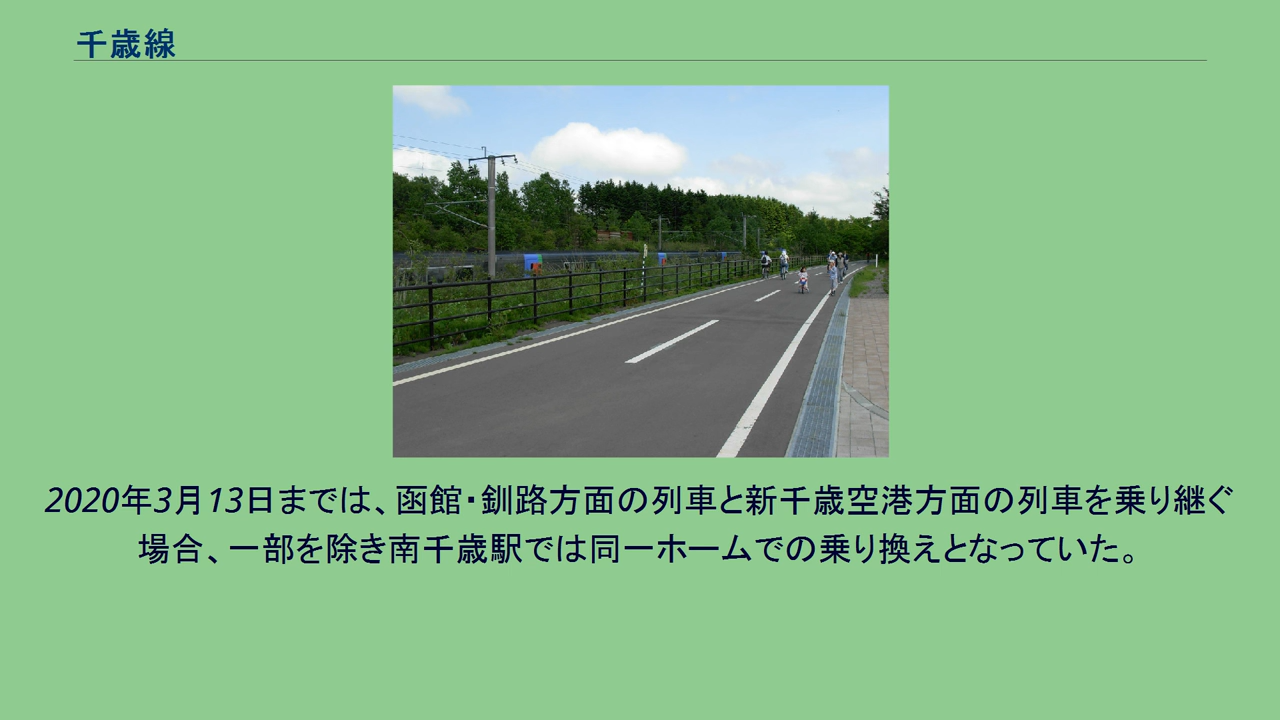 千歳線
2020年3月13日までは、函館・釧路方面の列車と新千歳空港方面の列車を乗り継ぐ
場合、一部を除き南千歳駅では同一ホームでの乗り換えとなっていた。